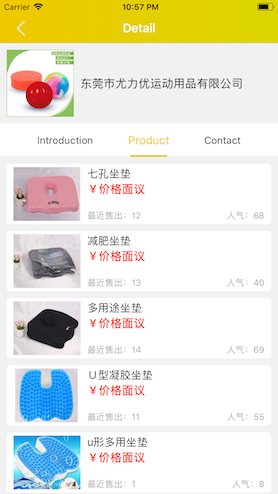 Carrier 10:57 PM
Detail
东莞市尤力优运动用品有限公司
Introduction Product Contact
七孔坐垫
￥价格面议
最近售出：12 人气：68
减肥坐垫
￥价格面议
最近售出：13 人气：40
多用途坐垫
￥价格面议
最近售出：14 人气：69
Ｕ型凝胶坐垫
￥价格面议
最近售出：11 人气：55
u形多用坐垫
￥价格面议
最近售出：1 人气：8